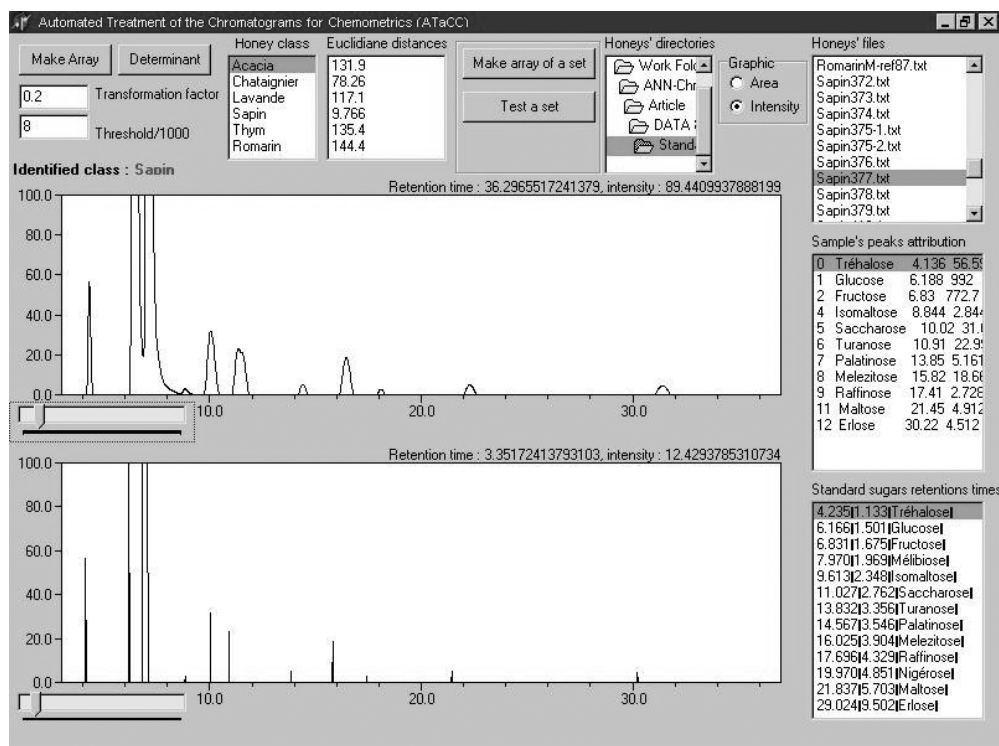 Automated Treatment of the Chromatograms for Chemometrics (ATaCC)
Make Array
Determinant
0.2 Transformation factor
8 Threshold/1000
Honey class
Acacia
Chataignier
Lavande
Sapin
Thym
Romarin
Euclidiane distances
131.9
78.26
117.1
9.766
135.4
144.4
Make array of a set
Test a set
Honeys' directories
Work Fol
ANN-Chr
Article
DATA
Stand
Graphic
Area
Intensity
Honeys' files
RomarinM-ref87.txt
Sapin372.txt
Sapin373.txt
Sapin374.txt
Sapin375-1.txt
Sapin375-2.txt
Sapin376.txt
Sapin377.txt
Sapin378.txt
Sapin379.txt
Identified class : Sapin
Retention time : 36.2965517241379, intensity : 89.4409937888199
100.0
80.0
60.0
40.0
20.0
0.0
10.0 20.0 30.0
Sample's peaks attribution
0 Tréhalose 4.136 56.59
1 Glucose 6.188 992
2 Fructose 6.83 772.7
4 Isomaltose 8.844 2.844
5 Saccharose 10.02 31.
6 Turanose 10.91 22.9
7 Palatinose 13.85 5.161
8 Melezitose 15.82 18.6
9 Raffinose 17.41 2.728
11 Maltose 21.45 4.912
12 Erlose 30.22 4.512
Retention time : 3.35172413793103, intensity : 12.4293785310734
100.0
80.0
60.0
40.0
20.0
0.0
10.0 20.0 30.0
Standard sugars retentions times
4.235|1.133|Tréhalose|
6.166|1.501|Glucose|
6.831|1.675|Fructose|
7.970|1.969|Mélibiose|
9.613|2.348|Isomaltose|
11.027|2.762|Saccharose|
13.832|3.356|Turanose|
14.567|3.546|Palatinose|
16.025|3.904|Melezitose|
17.696|4.329|Raffinose|
19.970|4.851|Nigérose|
21.837|5.703|Maltose|
29.024|9.502|Erlose|